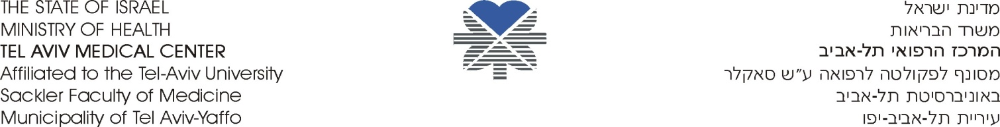 THE STATE OF ISRAEL
MINISTRY OF HEALTH
TEL AVIV MEDICAL CENTER
Affiliated to the Tel-Aviv University
Sackler Faculty of Medicine
Municipality of Tel Aviv-Yaffo
מדינת ישראל
משרד הבריאות
המרכז הרפואי תל-אביב
מסונף לפקולטה לרפואה ע"ש סאקלר
באוניברסיטת תל-אביב
עיריית תל-אביב-יפו